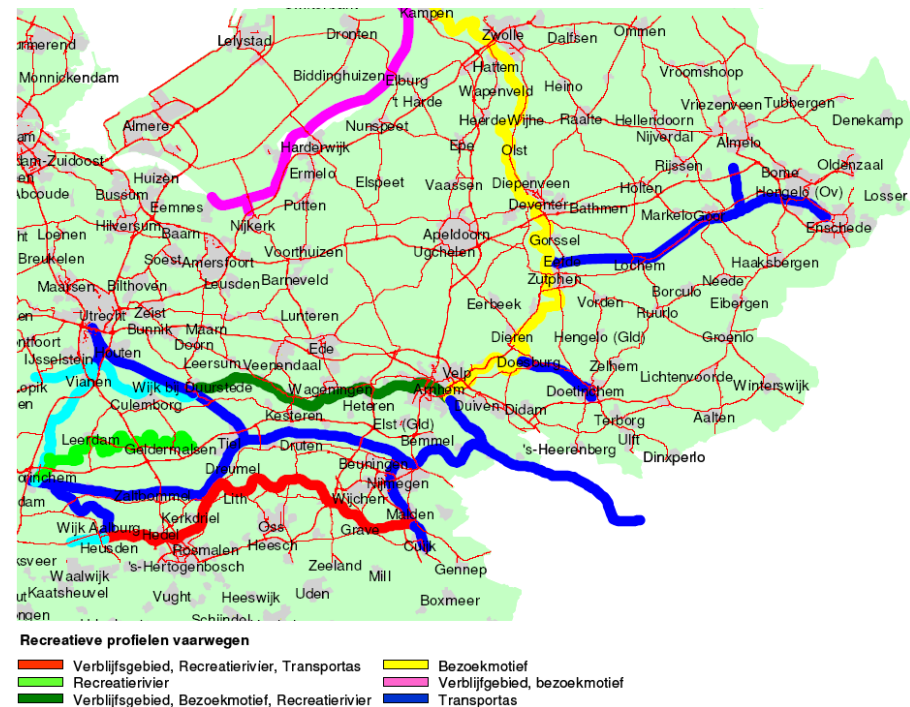 Kampen
Lelystad Dronten Zwolle Dalfsen Ommen
Monnickendam Biddinghuizen Elburg Hattem Vroomshoop
't Harde Wapenveld Heino Vriezenveen Tubbergen
Almere Nunspeet Heerde Wijhe Raalte Hellendoorn Denekamp
Harderwijk Epe Olst Nijverdal Almelo
Huizen Ermelo Elspeet Vaassen Diepenveen Holten Rijssen Borne Oldenzaal
Abcoude Bussum Eemnes Putten Deventer Bathmen Markelo Goor Hengelo (Ov) Losser
Loenen Hilversum Baarn Nijkerk Apeldoorn Gorssel Enschede
Breukelen Soest Amersfoort Voorthuizen Ugchelen Eefde Lochem Haaksbergen
Maarsen Bilthoven Leusden Barneveld Zutphen Borculo Neede
Utrecht Zeist Lunteren Eerbeek Vorden Ruurlo Eibergen
Bunnik Maarn Doorn Ede Dieren Hengelo (Gld) Groenlo
IJsselstein Houten Leersum Veenendaal Velp Doesburg Zelhem Lichtenvoorde Winterswijk
Vianen Wijk bij Duurstede Wageningen Arnhem Doetinchem
Culemborg Kesteren Heteren Duiven Didam Terborg Aalten
Leerdam Geldermalsen Tiel Druten Elst (Gld) Bemmel 's-Heerenberg Ulft Dinxperlo
Dreumel Beuningen Nijmegen
Zaltbommel Lith Wijchen Malden
Wijk Aalburg Kerkdriel Hedel Oss Grave
Heusden Rosmalen Heesch Cuijk
Waalwijk 's-Hertogenbosch Zeeland Mill Gennep
Kaatsheuvel Vught Heeswijk Uden Boxmeer
Schijndel
Recreatieve profielen vaarwegen
Verblijfsgebied, Recreatierivier, Transportas Bezoekmotief
Recreatierivier Verblijfgebied, bezoekmotief
Verblijfsgebied, Bezoekmotief, Recreatierivier Transportas